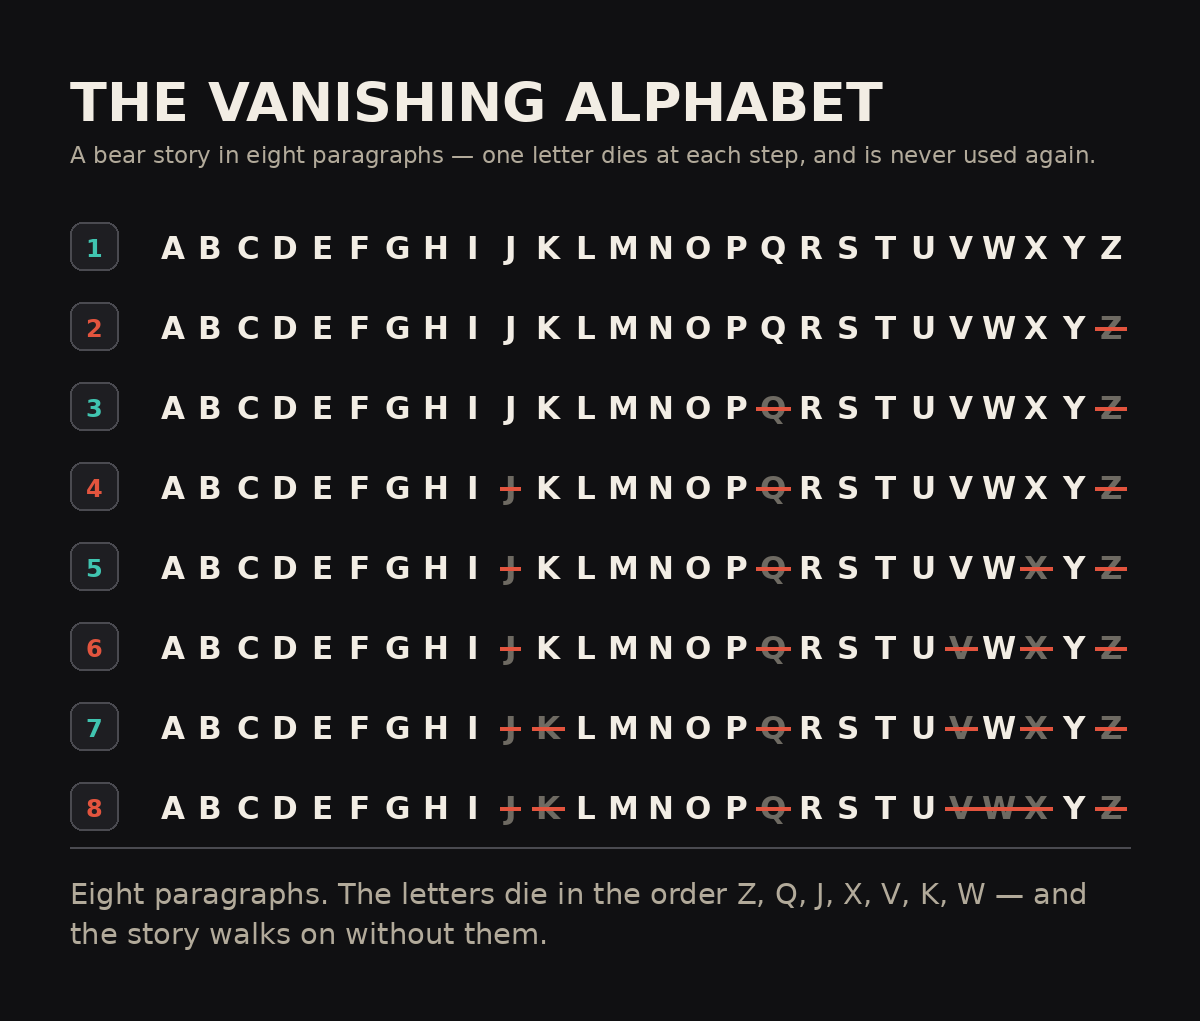 THE VANISHING ALPHABET
A bear story in eight paragraphs — one letter dies at each step, and is never used again.
1 A B C D E F G H I J K L M N O P Q R S T U V W X Y Z
2 A B C D E F G H I J K L M N O P Q R S T U V W X Y Z
3 A B C D E F G H I J K L M N O P Q R S T U V W X Y Z
4 A B C D E F G H I J K L M N O P Q R S T U V W X Y Z
5 A B C D E F G H I J K L M N O P Q R S T U V W X Y Z
6 A B C D E F G H I J K L M N O P Q R S T U V W X Y Z
7 A B C D E F G H I J K L M N O P Q R S T U V W X Y Z
8 A B C D E F G H I J K L M N O P Q R S T U V W X Y Z
Eight paragraphs. The letters die in the order Z, Q, J, X, V, K, W — and
the story walks on without them.